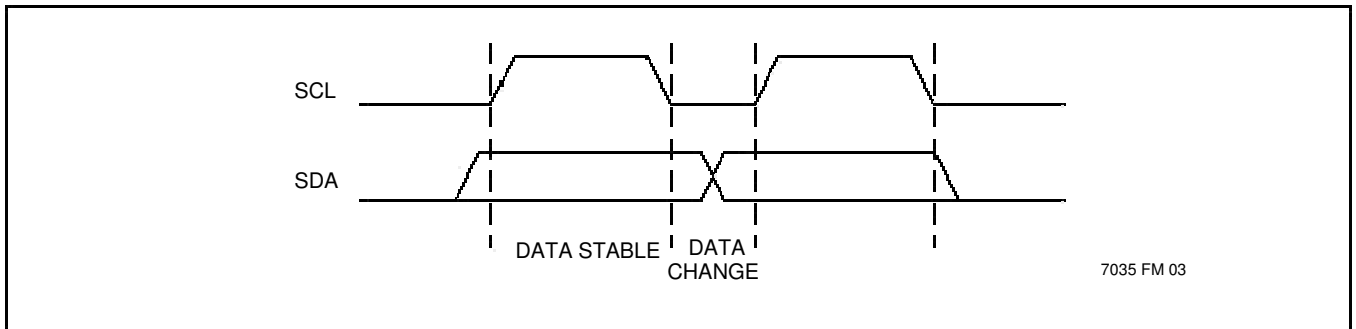 SCL
SDA
DATA STABLE
DATA
CHANGE
7035 FM 03